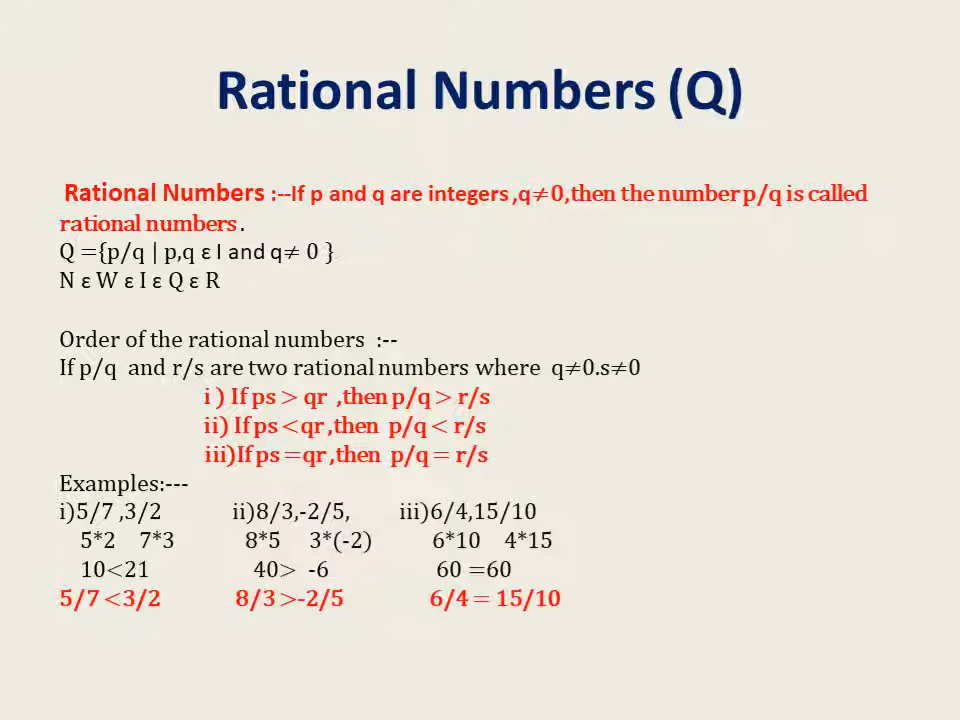 Rational Numbers (Q)
Rational Numbers :--If p and q are integers ,q≠0,then the number p/q is called
rational numbers.
Q ={p/q | p,q ε I and q≠ 0 }
N ε W ε I ε Q ε R
Order of the rational numbers :--
If p/q and r/s are two rational numbers where q≠0.s≠0
i ) If ps > qr ,then p/q > r/s
ii) If ps <qr ,then p/q < r/s
iii)If ps =qr ,then p/q = r/s
Examples:---
i)5/7 ,3/2 ii)8/3,-2/5, iii)6/4,15/10
5*2 7*3 8*5 3*(-2) 6*10 4*15
10<21 40> -6 60 =60
5/7 <3/2 8/3 >-2/5 6/4 = 15/10